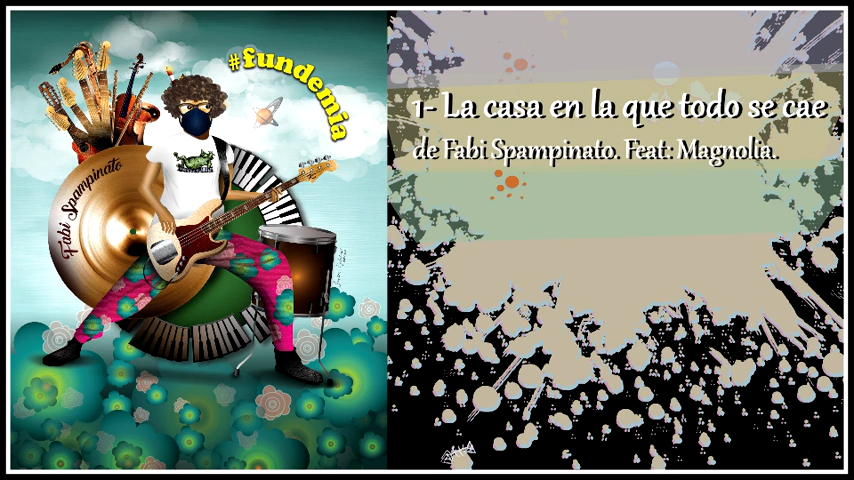 #fundemia
Fabi Spampinato
1- La casa en la que todo se cae
de Fabi Spampinato. Feat: Magnolia.